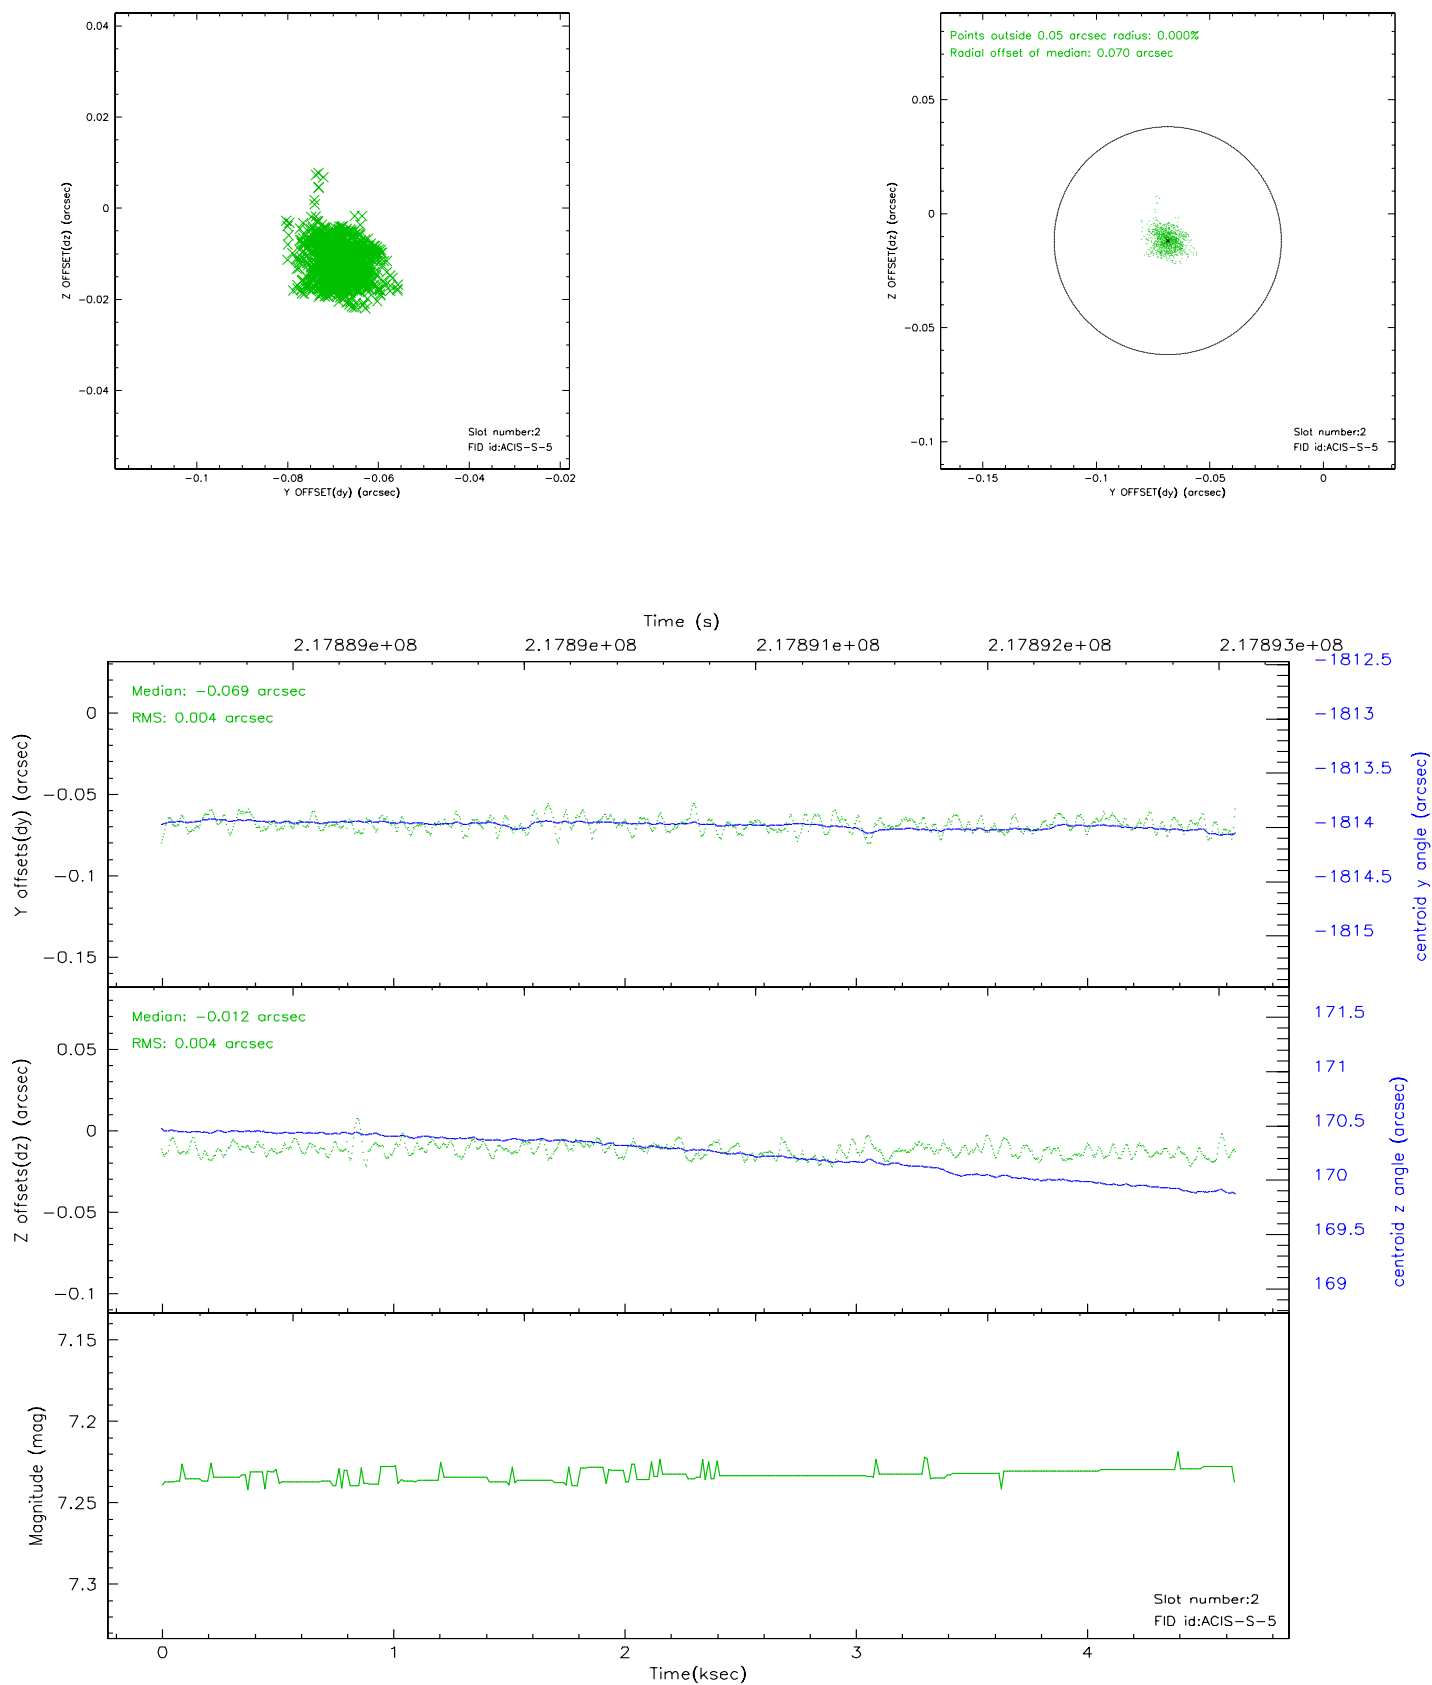 0.04
0.02
0
-0.02
-0.04
Z OFFSET(dz) (arcsec)
Slot number:2
FID id:ACIS-S-5
-0.1
-0.08
-0.06
-0.04
-0.02
Y OFFSET(dy) (arcsec)
Points outside 0.05 arcsec radius: 0.000%
Radial offset of median: 0.070 arcsec
0.05
0
-0.05
-0.1
Z OFFSET(dz) (arcsec)
Slot number:2
FID id:ACIS-S-5
-0.15
-0.1
-0.05
0
Y OFFSET(dy) (arcsec)
Time (s)
2.17889e+08
2.1789e+08
2.17891e+08
2.17892e+08
2.17893e+08
Median: -0.069 arcsec
RMS: 0.004 arcsec
0
-0.05
-0.1
-0.15
Y offsets(dy) (arcsec)
-1812.5
-1813
-1813.5
-1814
-1814.5
-1815
centroid y angle (arcsec)
Median: -0.012 arcsec
RMS: 0.004 arcsec
0.05
0
-0.05
-0.1
Z offsets(dz) (arcsec)
171.5
171
170.5
170
169.5
169
centroid z angle (arcsec)
7.15
7.2
7.25
7.3
Magnitude (mag)
Slot number:2
FID id:ACIS-S-5
0
1
2
3
4
Time(ksec)